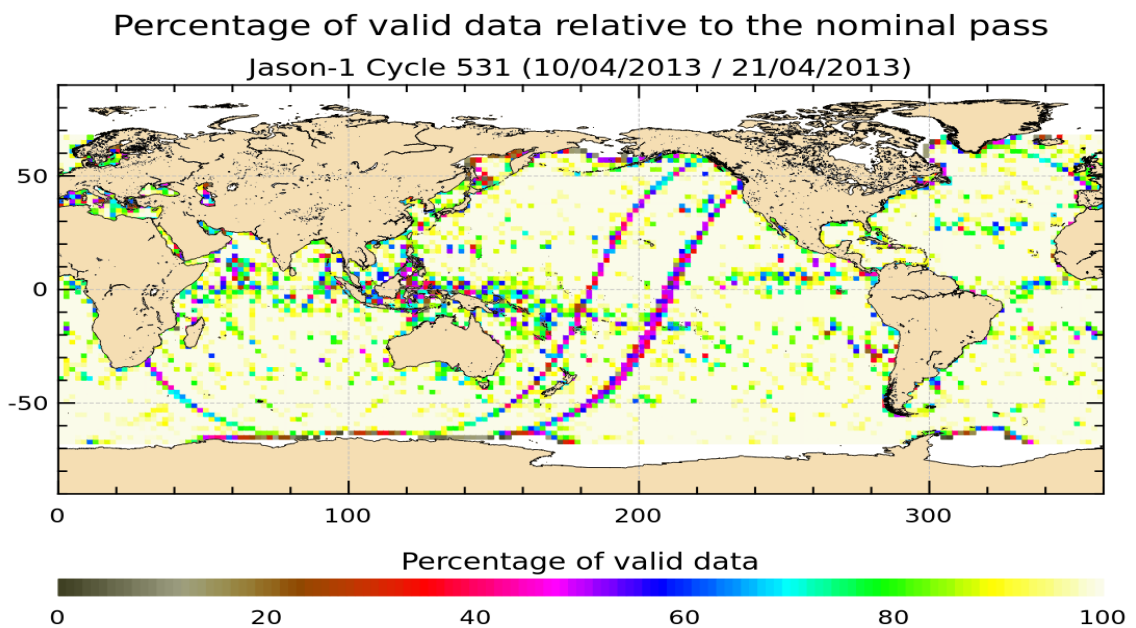 Percentage of valid data relative to the nominal pass
Jason-1 Cycle 531 (10/04/2013 / 21/04/2013)
50
0
-50
0 100 200 300
Percentage of valid data
0 20 40 60 80 100